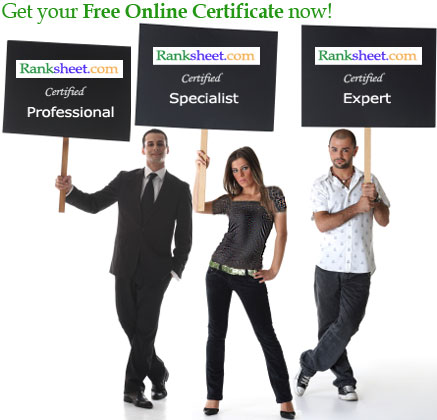 Get your Free Online Certificate now!
Ranksheet.com
Certified
Professional
Ranksheet.com
Certified
Specialist
Ranksheet.com
Certified
Expert